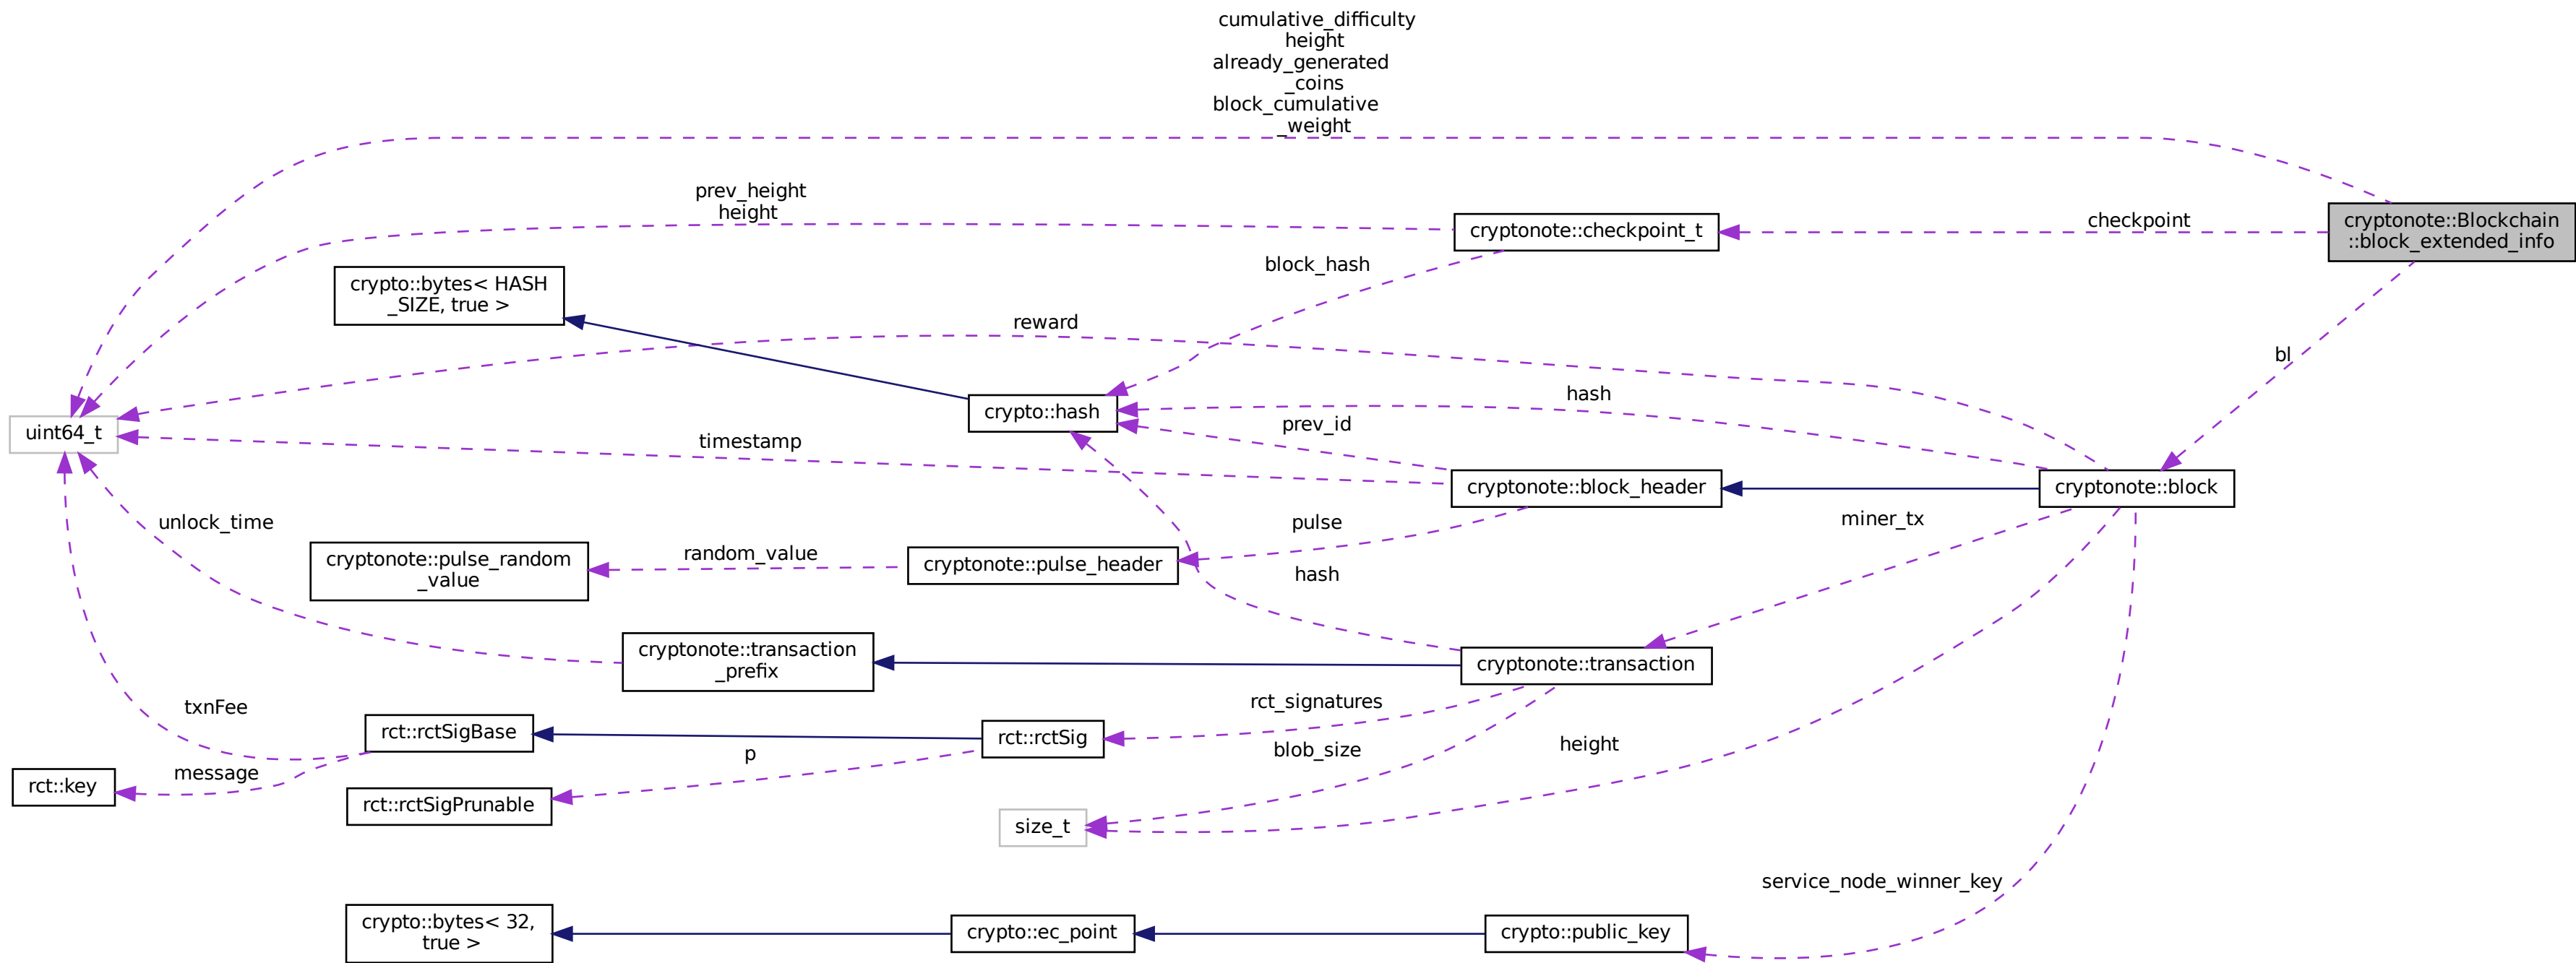 cumulative_difficulty
height
already_generated
_coins
block_cumulative
_weight
prev_height
height
checkpoint
cryptonote::Blockchain
::block_extended_info
cryptonote::checkpoint_t
block_hash
crypto::bytes< HASH
_SIZE, true >
reward
bl
hash
crypto::hash
prev_id
uint64_t
timestamp
cryptonote::block_header
cryptonote::block
unlock_time
pulse
miner_tx
cryptonote::pulse_random
_value
random_value
cryptonote::pulse_header
hash
cryptonote::transaction
_prefix
cryptonote::transaction
rct_signatures
txnFee
rct::rctSigBase
rct::rctSig
blob_size
height
p
message
rct::key
rct::rctSigPrunable
size_t
service_node_winner_key
crypto::bytes< 32,
true >
crypto::ec_point
crypto::public_key